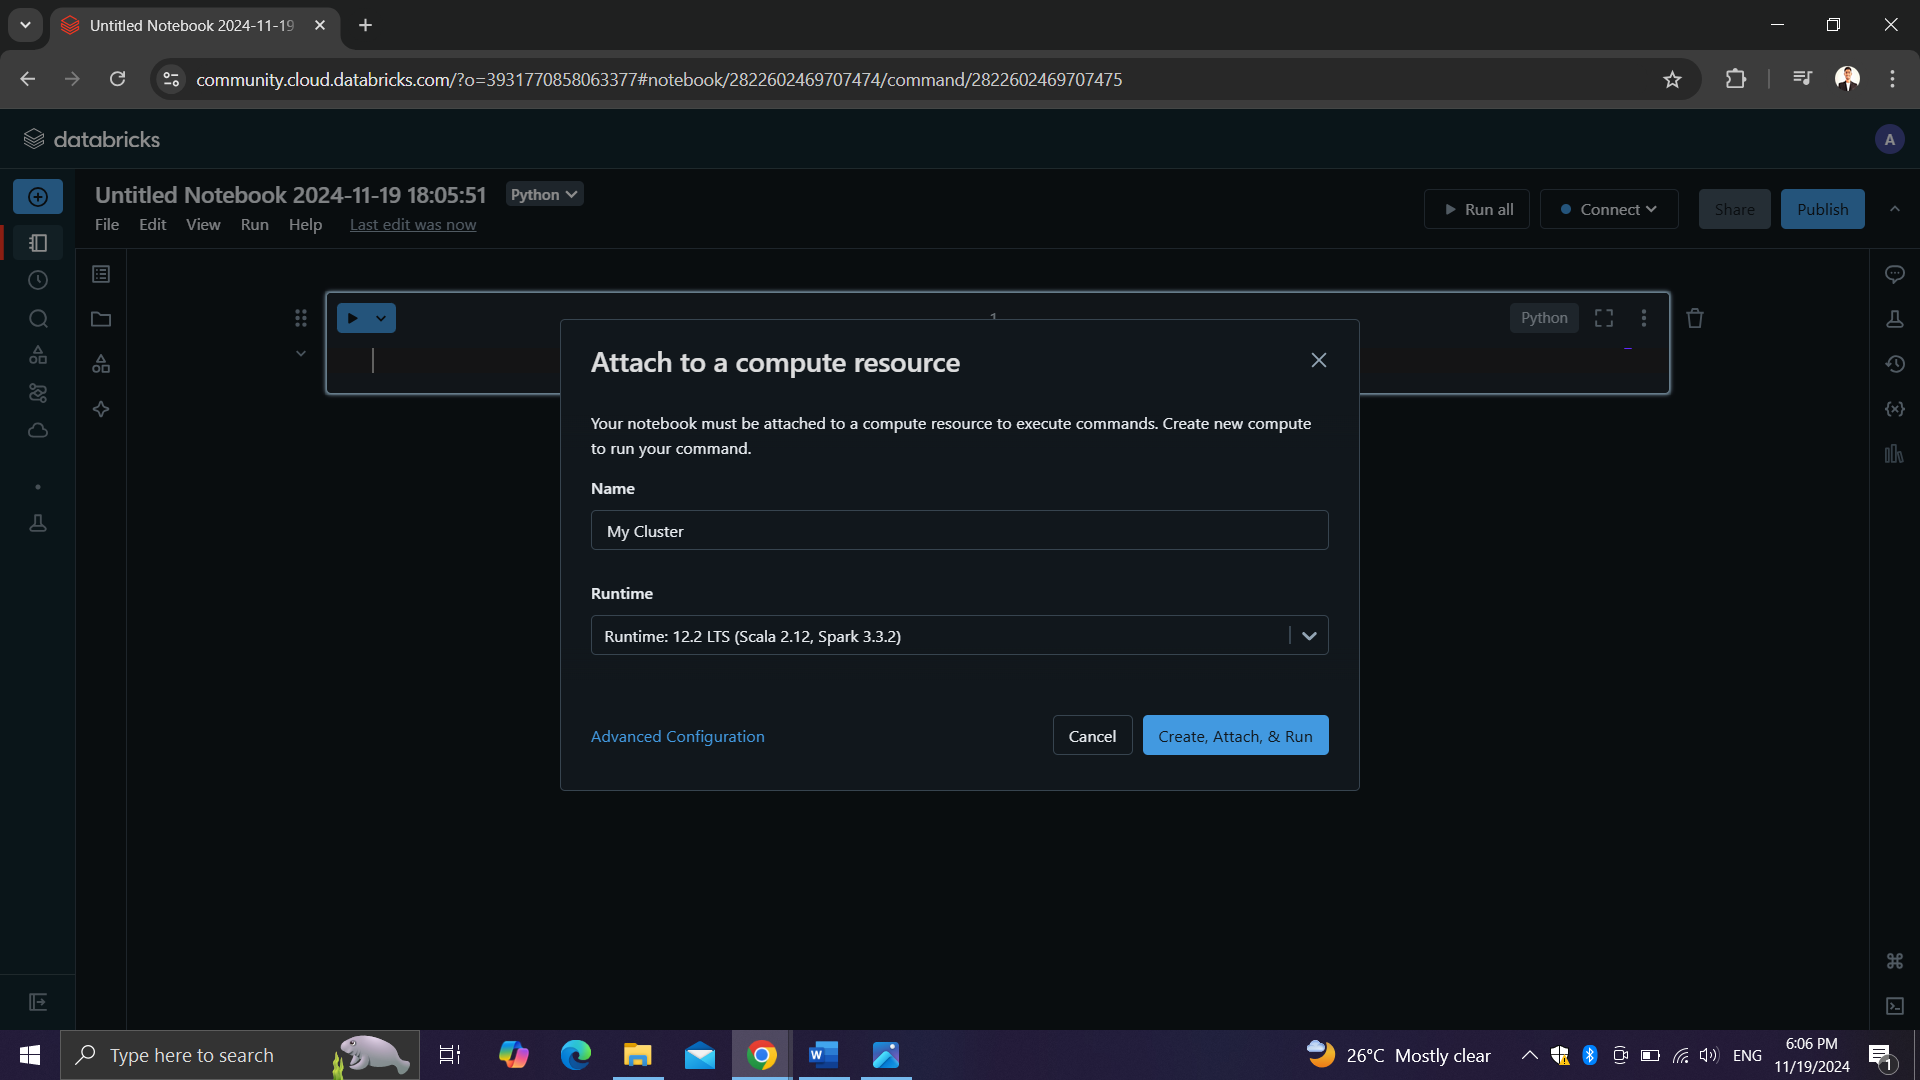 Untitled Notebook 2024-11-19
community.cloud.databricks.com/?o=3931770858063377#notebook/2822602469707474/command/2822602469707475
databricks
A
Untitled Notebook 2024-11-19 18:05:51 Python
File Edit View Run Help Last edit was now
Run all Connect Share Publish
1
Python
Attach to a compute resource
Your notebook must be attached to a compute resource to execute commands. Create new compute
to run your command.
Name
My Cluster
Runtime
Runtime: 12.2 LTS (Scala 2.12, Spark 3.3.2)
Advanced Configuration Cancel Create, Attach, & Run
Type here to search
26°C Mostly clear
ENG
6:06 PM
11/19/2024
1